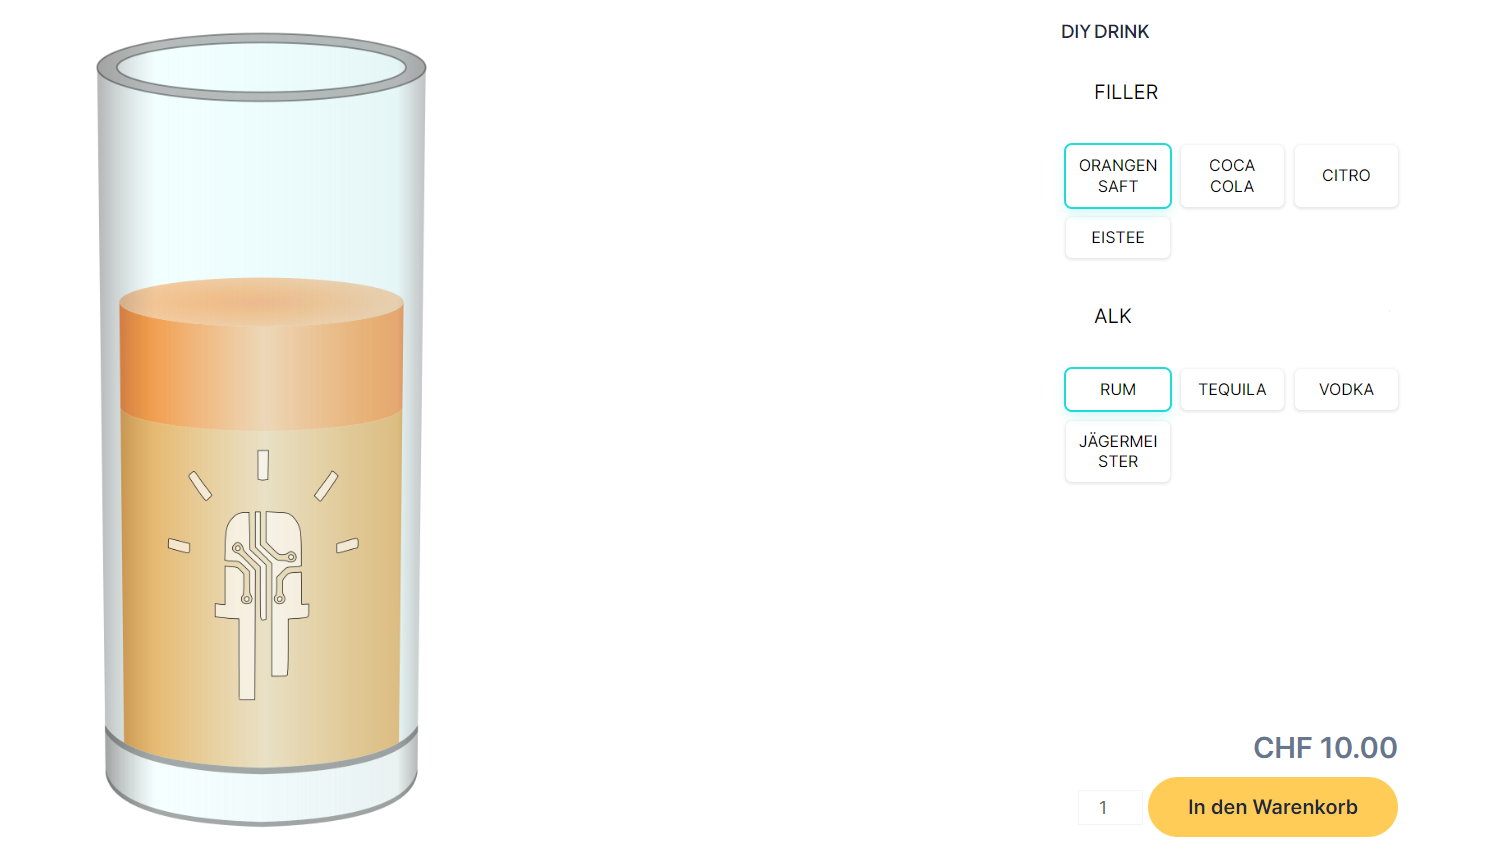 DIY DRINK
FILLER
ORANGEN
SAFT
COCA
COLA
CITRO
EISTEE
ALK
RUM
TEQUILA
VODKA
JÄGERMEI
STER
CHF 10.00
1
In den Warenkorb